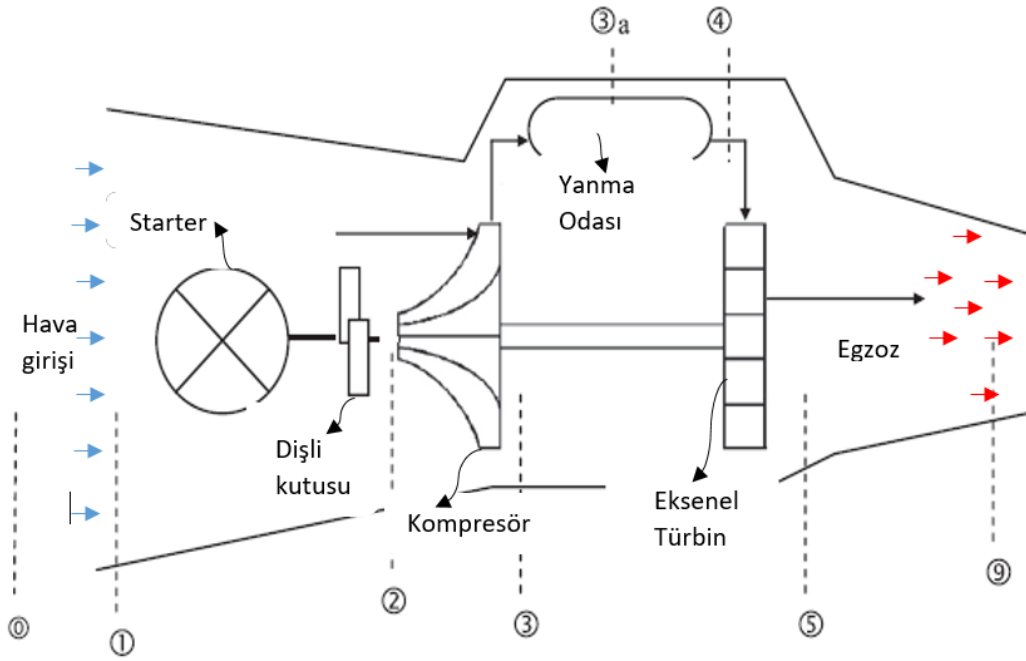 ③a
④
Yanma
Odası
Starter
Hava
girişi
Egzoz
Dişli
kutusu
Kompresör
Eksenel
Türbin
⓪
①
②
③
⑤
⑨